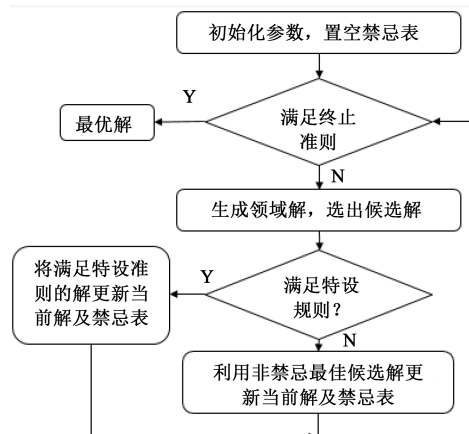 初始化参数，置空禁忌表
Y
满足终止
准则
最优解
N
生成领域解，选出候选解
将满足特设准
则的解更新当
前解及禁忌表
Y
满足特设
规则？
N
利用非禁忌最佳候选解更
新当前解及禁忌表